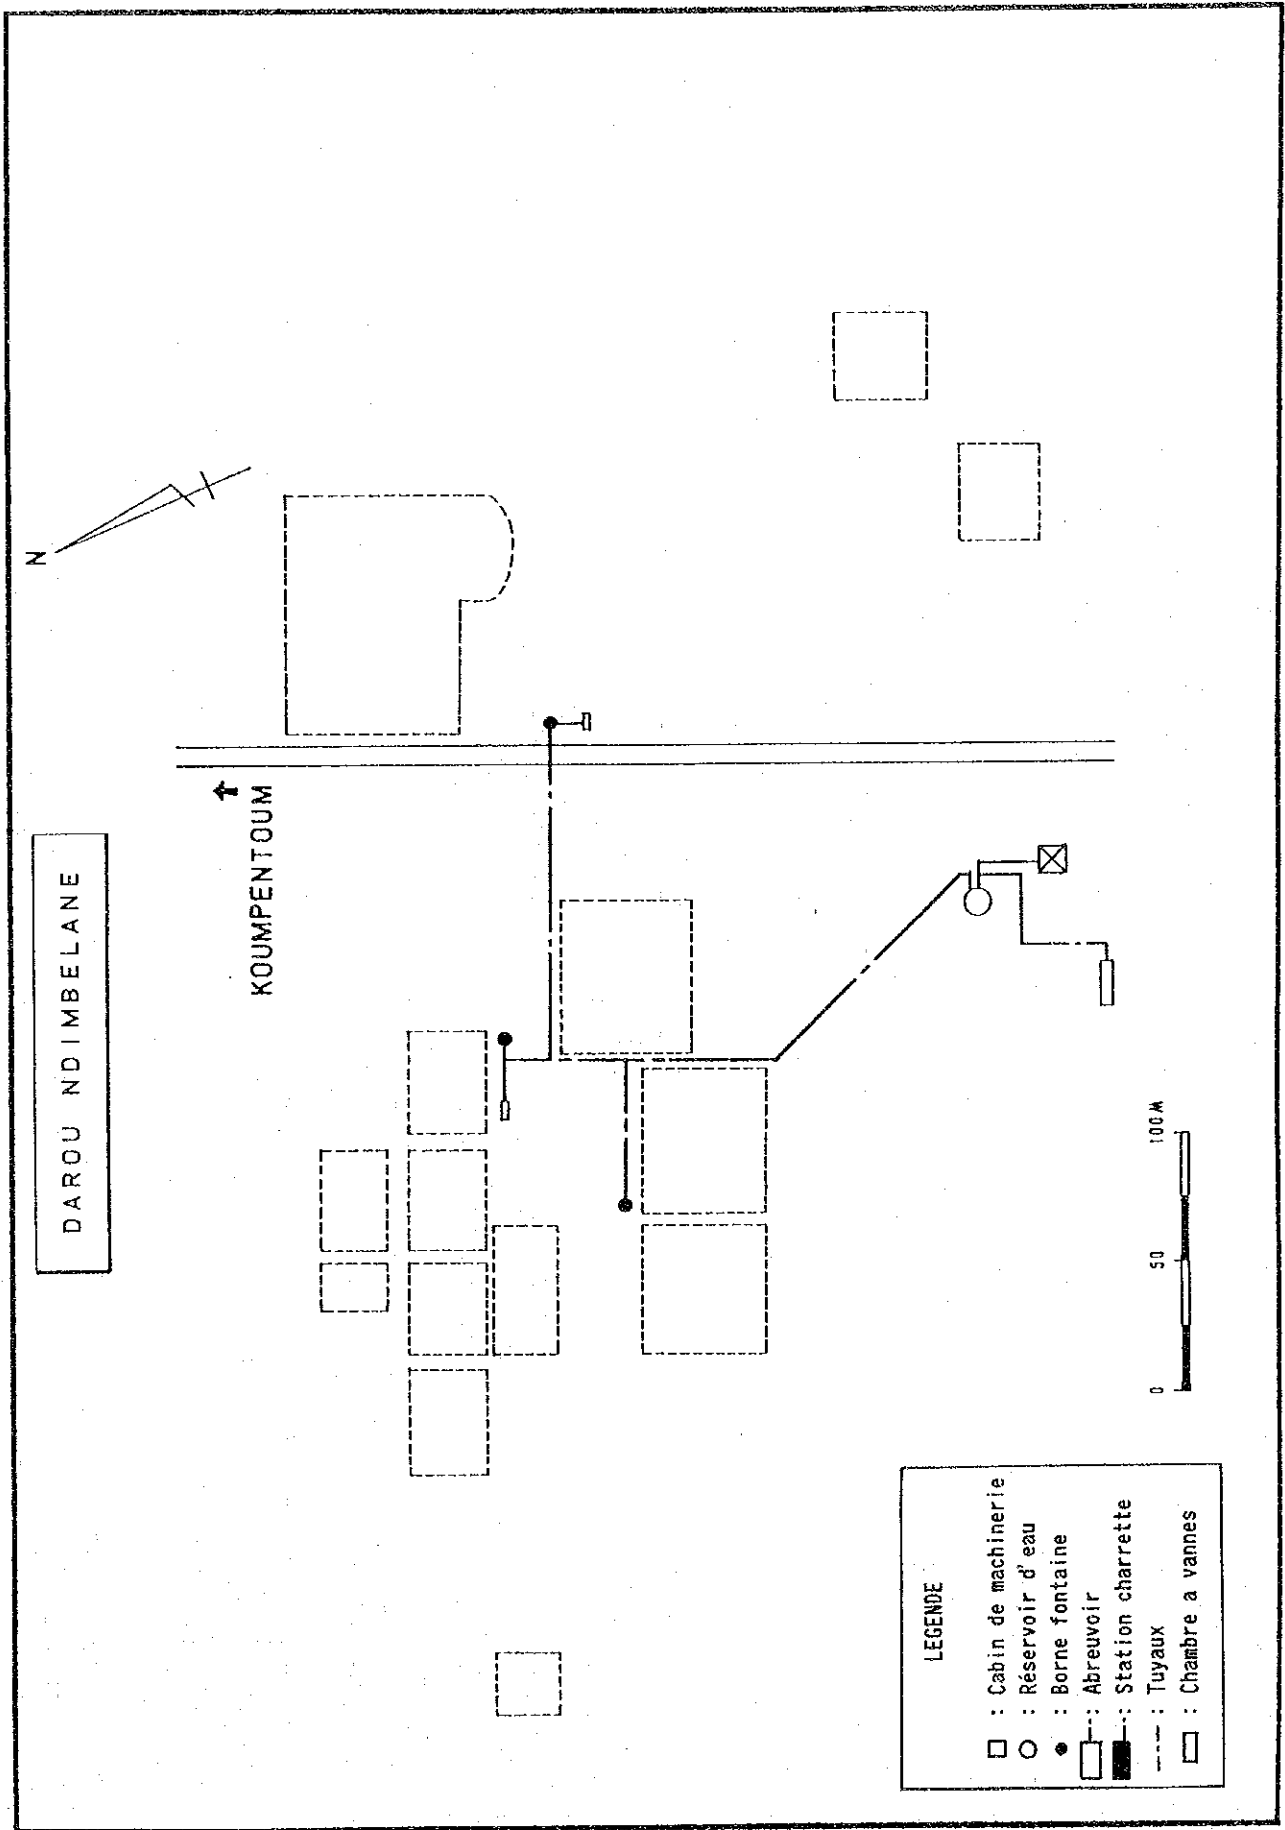 DAROU NDIMBELANE
N
KOUMPENTOUM
LEGENDE
: Cabin de machinerie
: Réservoir d'eau
: Borne fontaine
: Abreuvoir
: Station charrette
: Tuyaux
: Chambre a vannes
0 50 100M